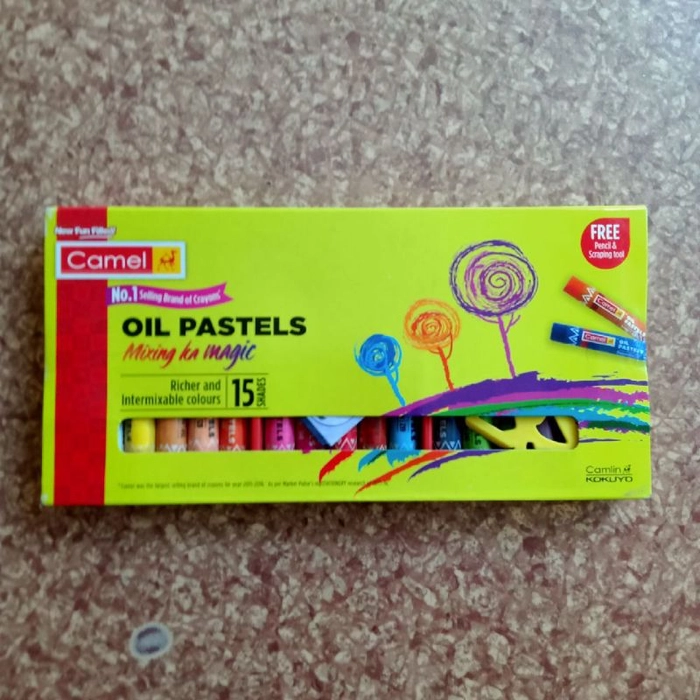 New Fun Filled
Camel
No.1 Selling Brand of Crayons*
OIL PASTELS
Mixing ka magic
Richer and
intermixable colours
15
SHADES
FREE
Pencil &
Scraping tool
Camel
Camel
OIL
PASTELS
Camlin
KOKUYO